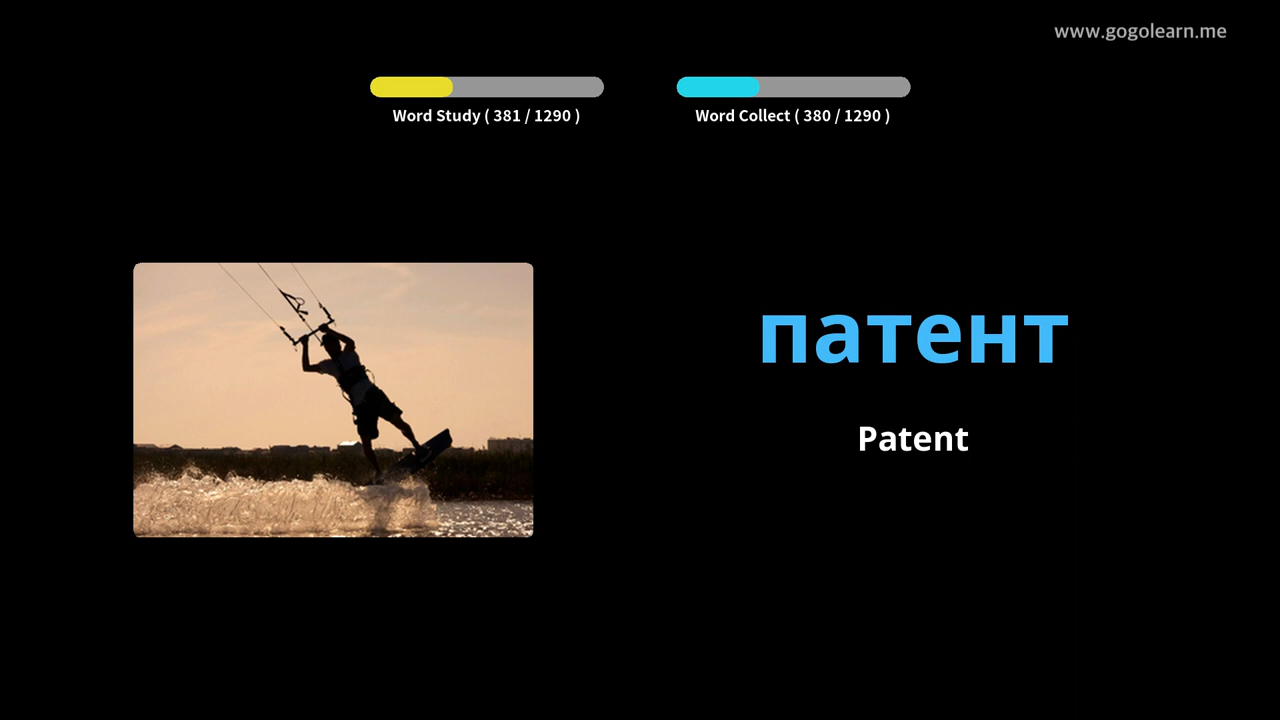 www.gogolearn.me
Word Study ( 381 / 1290 )
Word Collect ( 380 / 1290 )
патент
Patent